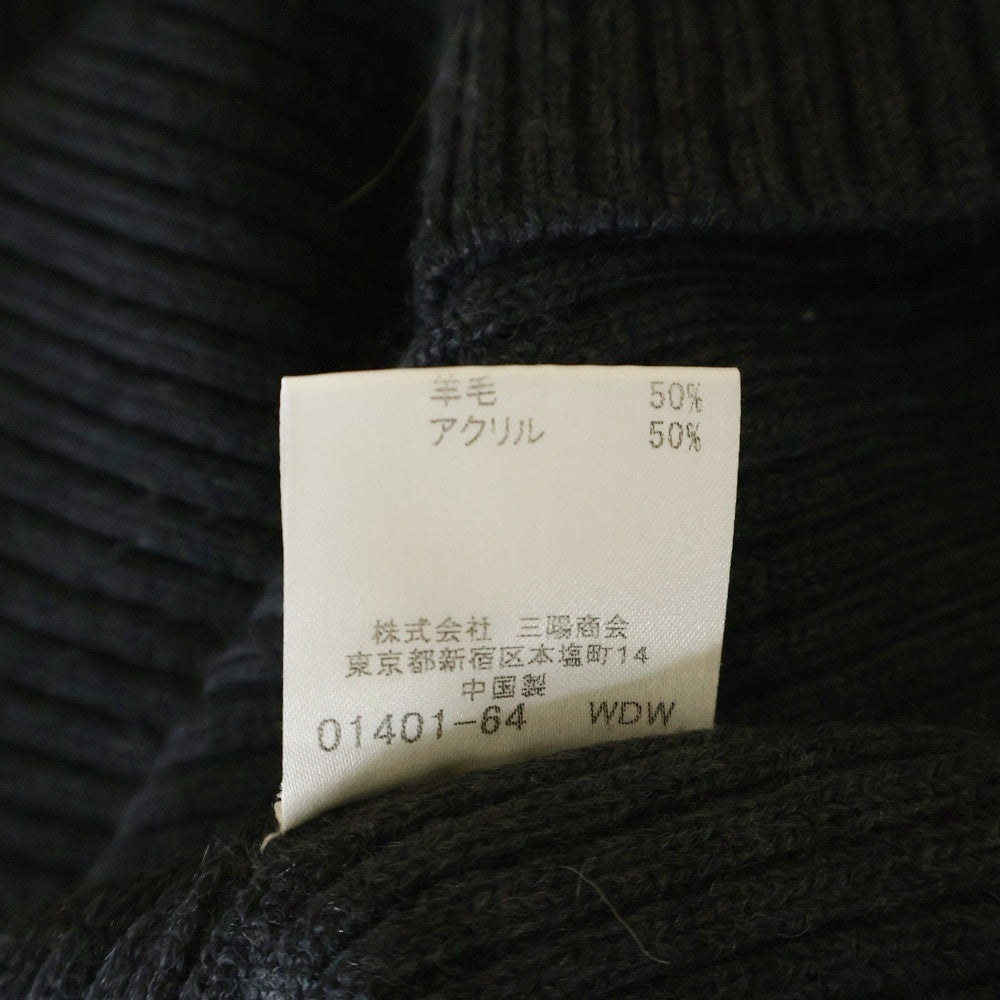 羊毛 50%
アクリル 50%
株式会社 三陽商会
東京都新宿区本塩町14
中国製
01401-64 WDW